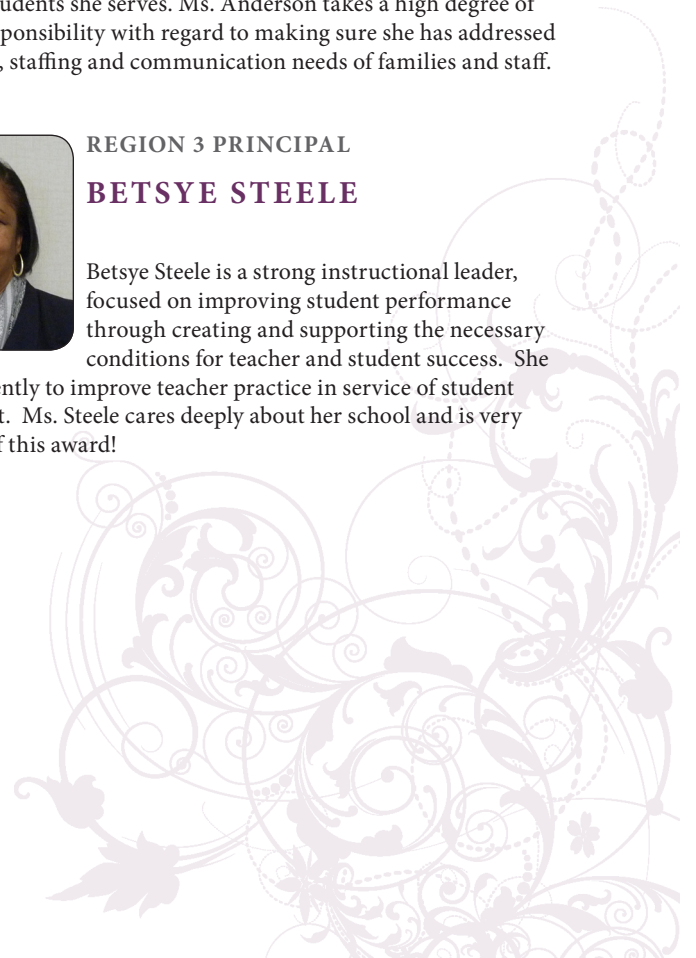 she serves. Ms. Anderson takes a high degree of
with regard to making sure she has addressed
, staffing and communication needs of families and staff.
REGION 3 PRINCIPAL
BETSYE STEELE
Betsye Steele is a strong instructional leader,
focused on improving student performance
through creating and supporting the necessary
conditions for teacher and student success. She
to improve teacher practice in service of student
Ms. Steele cares deeply about her school and is very
this award!